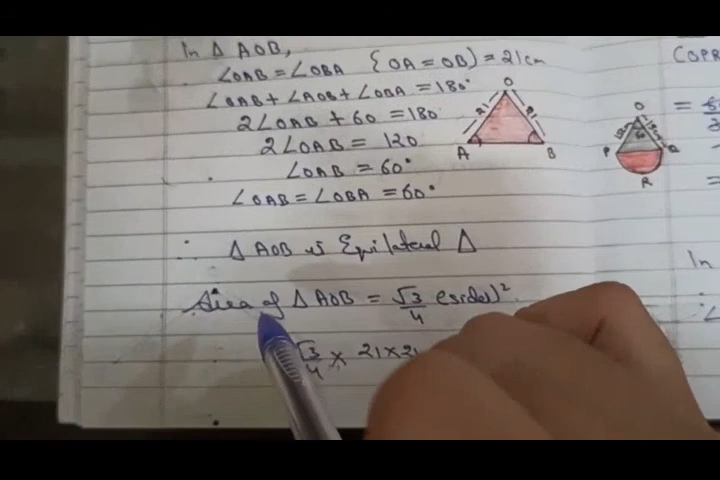 In Δ AOB,
∠OAB = ∠OBA {OA = OB} = 21cm
∠OAB + ∠AOB + ∠OBA = 180°
2∠OAB + 60 = 180°
2∠OAB = 120
∠OAB = 60°
∠OAB = ∠OBA = 60°
∴ Δ AOB is Equilateral Δ
Area of Δ AOB = √3/4 (side)²
√3/4 × 21×21
O
21 21
A B
O
P Q
R
COPR
=
=
In
∠